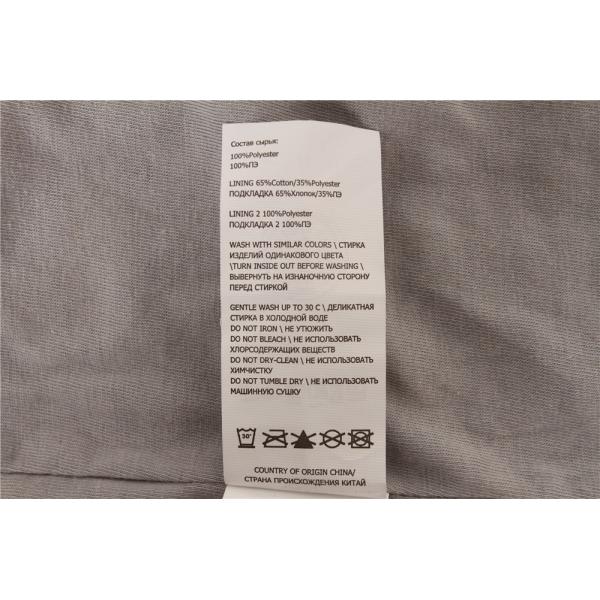 Состав сырья:
100%Polyester
100%ПЭ
LINING 65%Cotton/35%Polyester
ПОДКЛАДКА 65%Хлопок/35%ПЭ
LINING 2 100%Polyester
ПОДКЛАДКА 2 100%ПЭ
WASH WITH SIMILAR COLORS \ СТИРКА
ИЗДЕЛИЙ ОДИНАКОВОГО ЦВЕТА
\TURN INSIDE OUT BEFORE WASHING \
ВЫВЕРНУТЬ НА ИЗНАНОЧНУЮ СТОРОНУ
ПЕРЕД СТИРКОЙ
GENTLE WASH UP TO 30 C \ ДЕЛИКАТНАЯ
СТИРКА В ХОЛОДНОЙ ВОДЕ
DO NOT IRON \ НЕ УТЮЖИТЬ
DO NOT BLEACH \ НЕ ИСПОЛЬЗОВАТЬ
ХЛОРСОДЕРЖАЩИХ ВЕЩЕСТВ
DO NOT DRY-CLEAN \ НЕ ИСПОЛЬЗОВАТЬ
ХИМЧИСТКУ
DO NOT TUMBLE DRY \ НЕ ИСПОЛЬЗОВАТЬ
МАШИННУЮ СУШКУ
30°
COUNTRY OF ORIGIN CHINA/
СТРАНА ПРОИСХОЖДЕНИЯ КИТАЙ